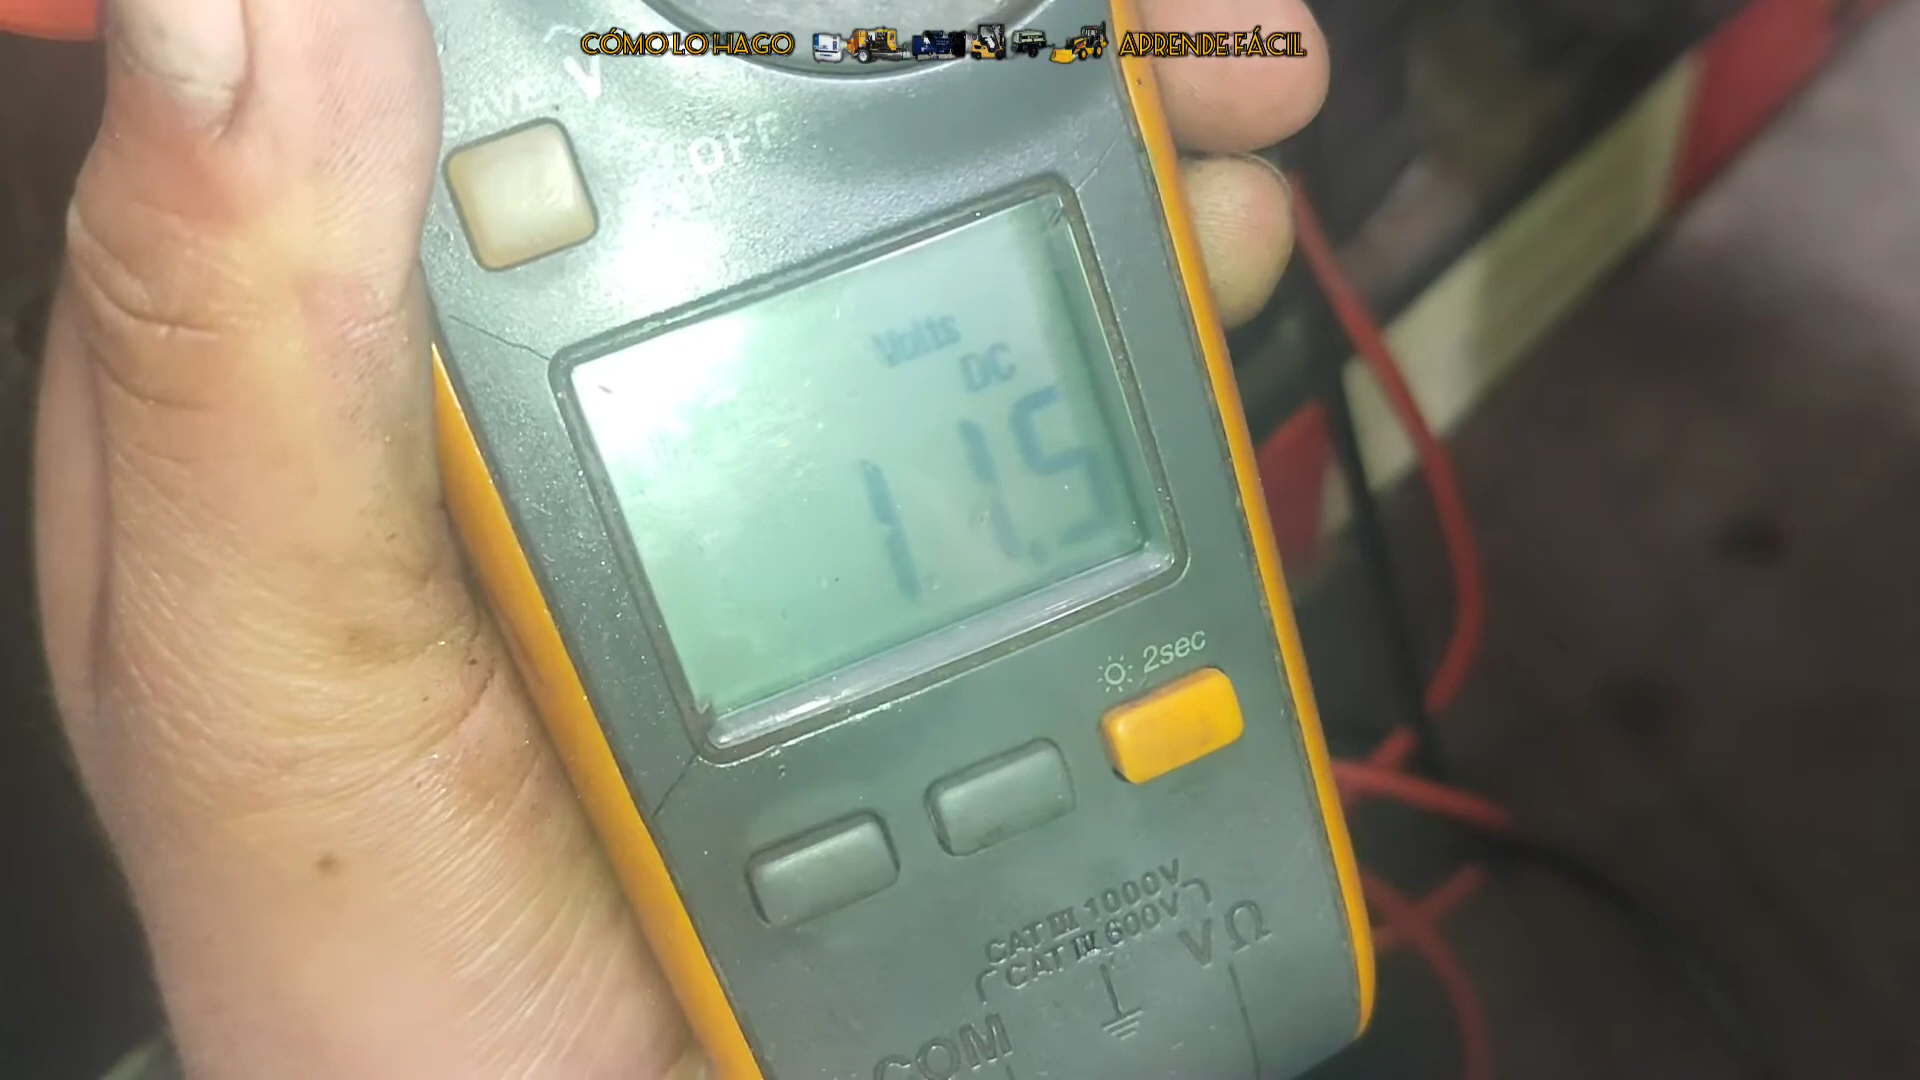 CÓMO LO HAGO APRENDE FÁCIL
SAVE V
OFF
Volts
DC
11.5
2sec
CAT III 1000V
CAT IV 600V
VΩ
COM